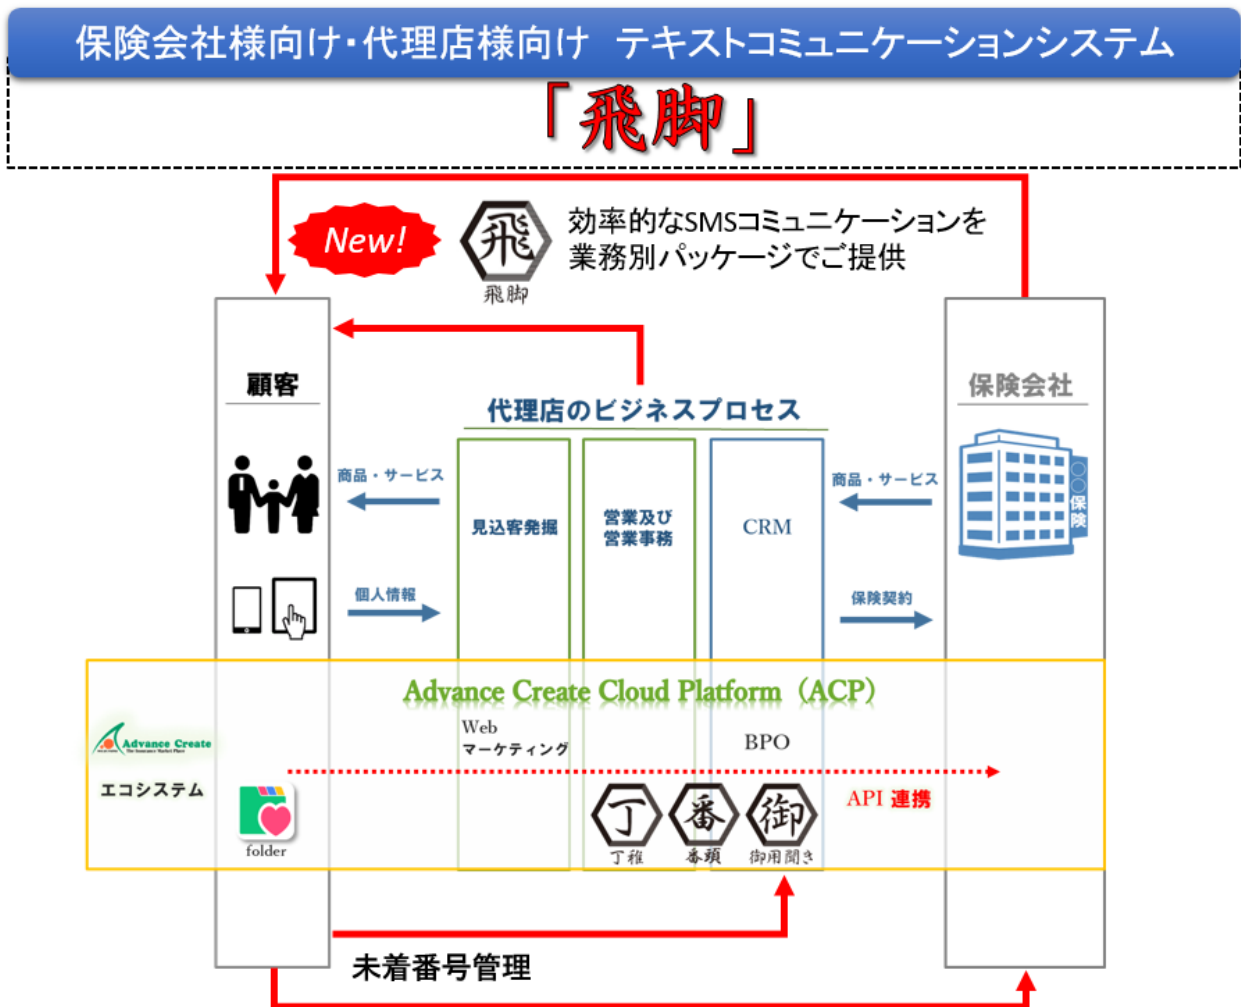 保険会社様向け・代理店様向け テキストコミュニケーションシステム
「飛脚」
New!
飛
飛脚
効率的なSMSコミュニケーションを
業務別パッケージでご提供
顧客
代理店のビジネスプロセス
保険会社
商品・サービス
見込客発掘
営業及び
営業事務
CRM
商品・サービス
〇〇保険
個人情報
保険契約
Advance Create Cloud Platform（ACP）
Advance Create
The Insurance Market Place
エコシステム
Web
マーケティング
BPO
API 連携
folder
丁
丁稚
番
番頭
御
御用聞き
未着番号管理